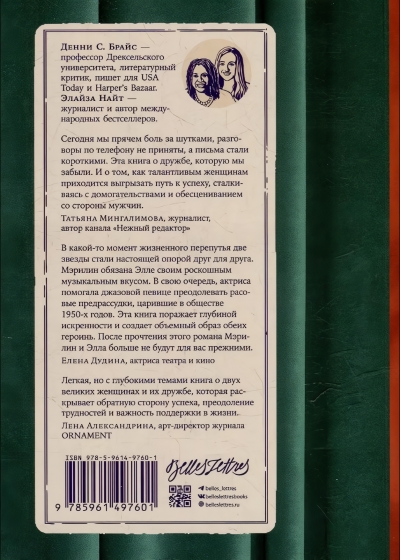 Денни С. Брайс —
профессор Дрексельского
университета, литературный
критик, пишет для USA
Today и Harper's Bazaar.
Элайза Найт —
журналист и автор между-
народных бестселлеров.
Сегодня мы прячем боль за шутками, разго-
воры по телефону не приняты, а письма стали
короткими. Эта книга о дружбе, которую мы
забыли. И о том, как талантливым женщинам
приходится выгрызать путь к успеху, сталки-
ваясь с домогательствами и обесцениванием
со стороны мужчин.
Татьяна Мингалимова, журналист,
автор канала «Нежный редактор»
В какой-то момент жизненного перепутья две
звезды стали настоящей опорой друг для друга.
Мэрилин обязана Элле своим роскошным
музыкальным вкусом. В свою очередь, актриса
помогала джазовой певице преодолевать расо-
вые предрассудки, царившие в обществе
1950-х годов. Эта книга поражает глубиной
искренности и создает объемный образ обеих
героинь. После прочтения этого романа Мэри-
лин и Элла больше не будут для вас прежними.
Елена Дудина, актриса театра и кино
Легкая, но с глубокими темами книга о двух
великих женщинах и их дружбе, которая рас-
крывает обратную сторону успеха, преодоление
трудностей и важность поддержки в жизни.
Лена Александрина, арт-директор журнала
ORNAMENT
ISBN 978-5-9614-9760-1
9 785961 497601
Belles Lettres
belles_lettres
belleslettresbooks
belleslettres.ru